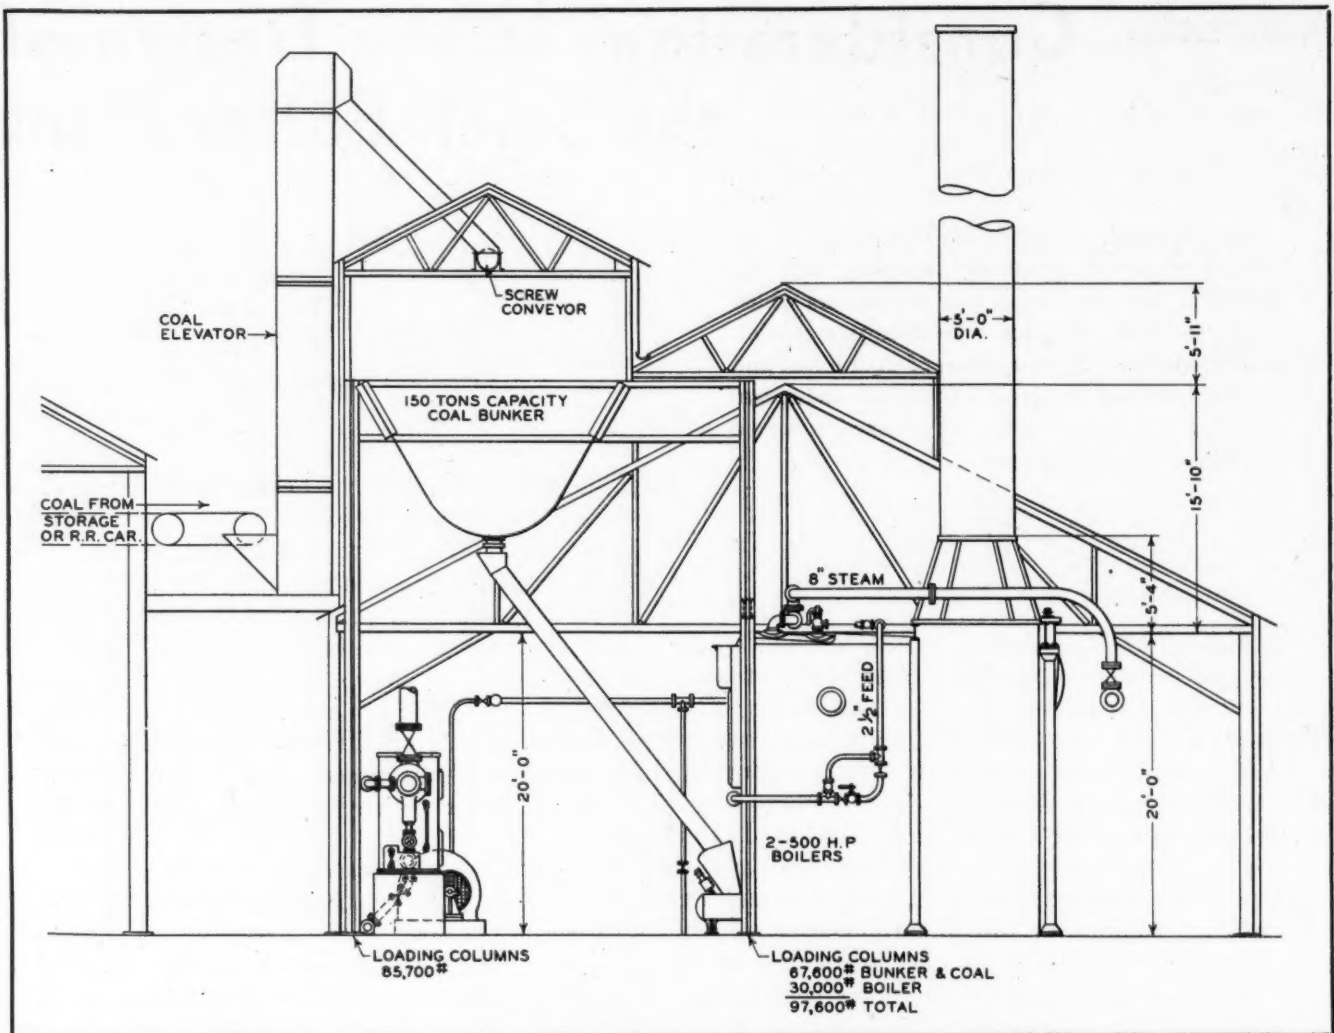 SCREW
CONVEYOR
COAL
ELEVATOR
5'-0"
DIA.
5'-11"
150 TONS CAPACITY
COAL BUNKER
15'-10"
COAL FROM
STORAGE
OR R.R. CAR.
8" STEAM
5'-4"
2½" FEED
20'-0"
20'-0"
2-500 H.P
BOILERS
LOADING COLUMNS
85,700#
LOADING COLUMNS
67,600# BUNKER & COAL
30,000# BOILER
97,600# TOTAL